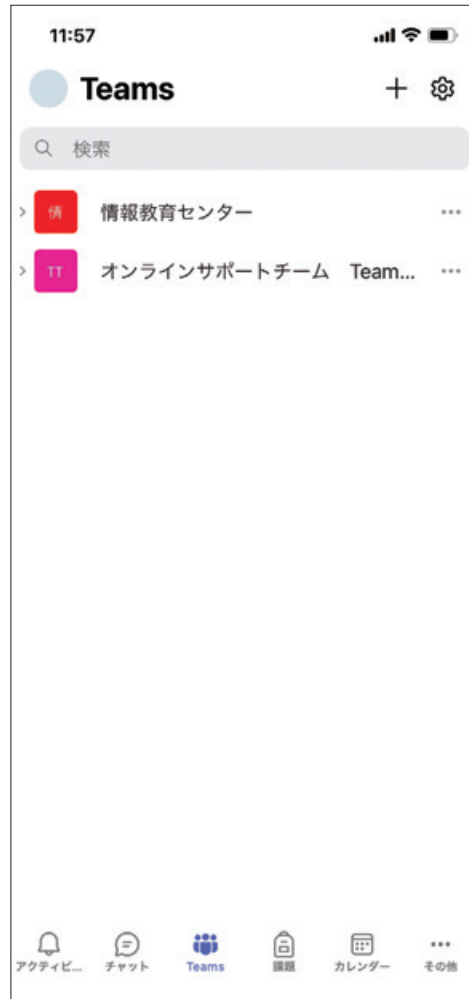 11:57
Teams
検索
情 情報教育センター
TT オンラインサポートチーム Team...
アクティビ... チャット Teams 課題 カレンダー その他